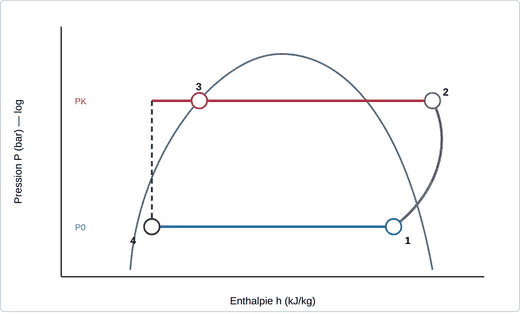 3
2
PK
Pression P (bar) — log
P0
4
1
Enthalpie h (kJ/kg)